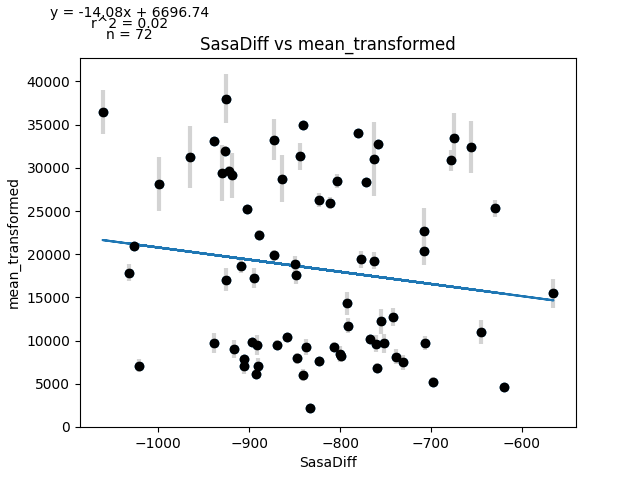 y = -14.08x + 6696.74
r^2 = 0.02
n = 72
SasaDiff vs mean_transformed
mean_transformed
40000
35000
30000
25000
20000
15000
10000
5000
0
−1000
−900
−800
−700
−600
SasaDiff